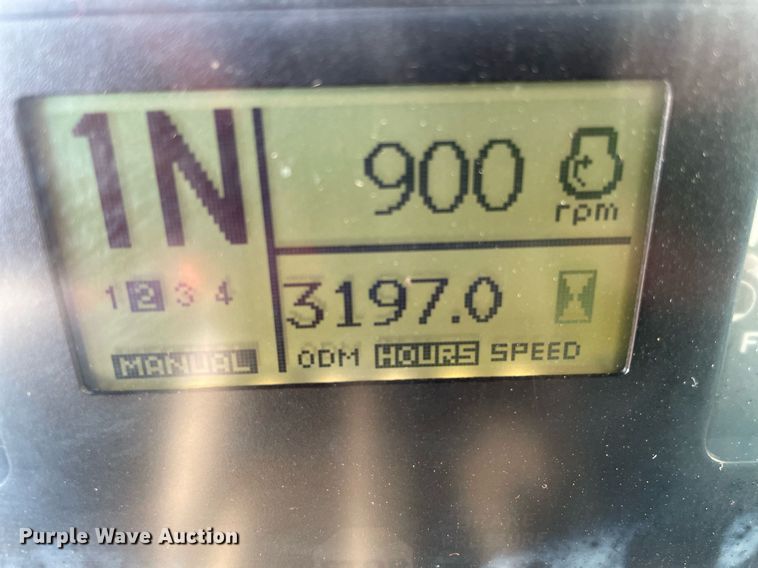 1N
900
rpm
1 2 3 4
3197.0
MANUAL
ODM HOURS SPEED
F
Purple Wave Auction